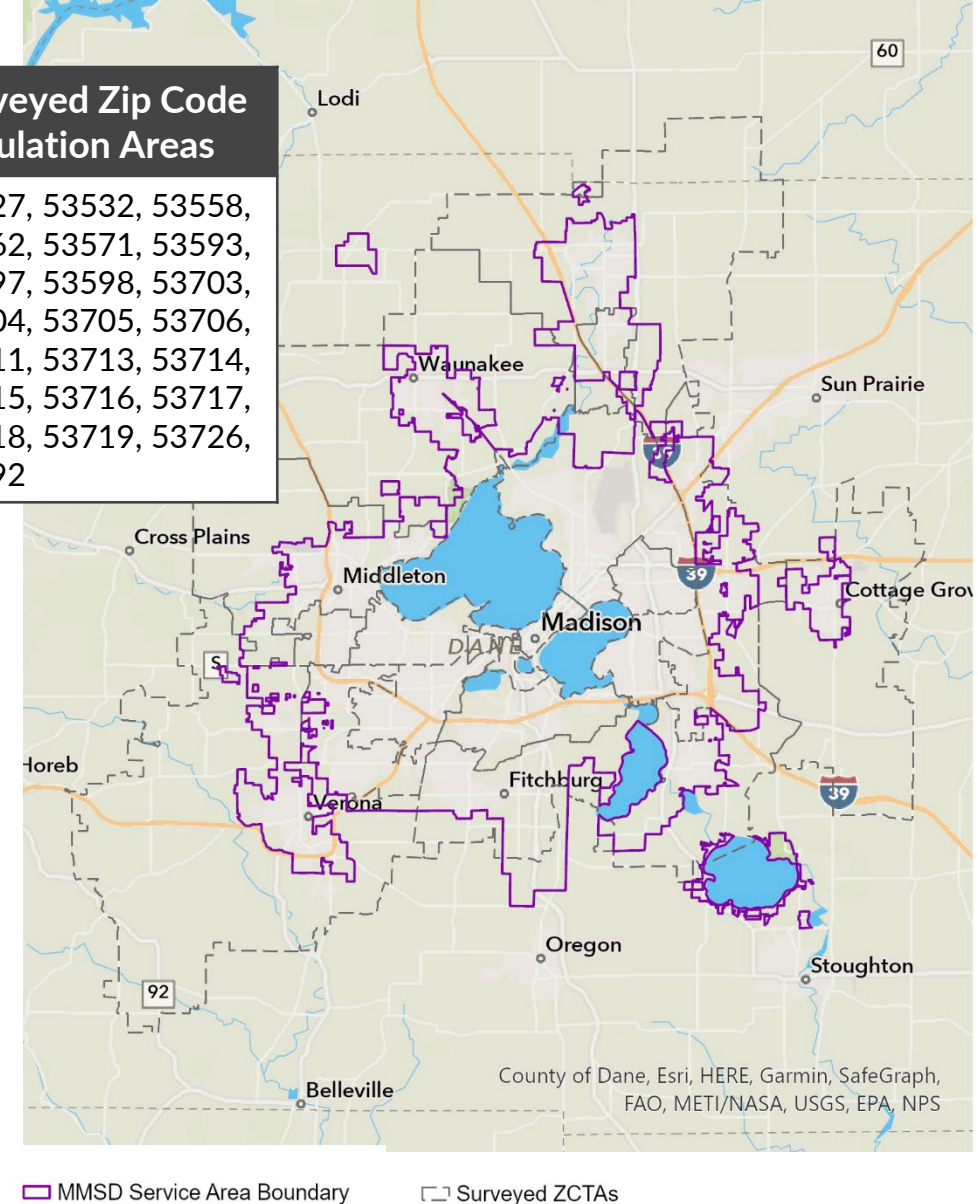 60
Lodi
veyed Zip Code
ulation Areas
27, 53532, 53558,
62, 53571, 53593,
97, 53598, 53703,
04, 53705, 53706,
11, 53713, 53714,
15, 53716, 53717,
18, 53719, 53726,
92
Waunakee
Sun Prairie
Cross Plains
39
Middleton
Cottage Grov
Madison
DANE
S
Horeb
Fitchburg
39
Verona
Oregon
Stoughton
92
Belleville
County of Dane, Esri, HERE, Garmin, SafeGraph,
FAO, METI/NASA, USGS, EPA, NPS
MMSD Service Area Boundary
Surveyed ZCTAs